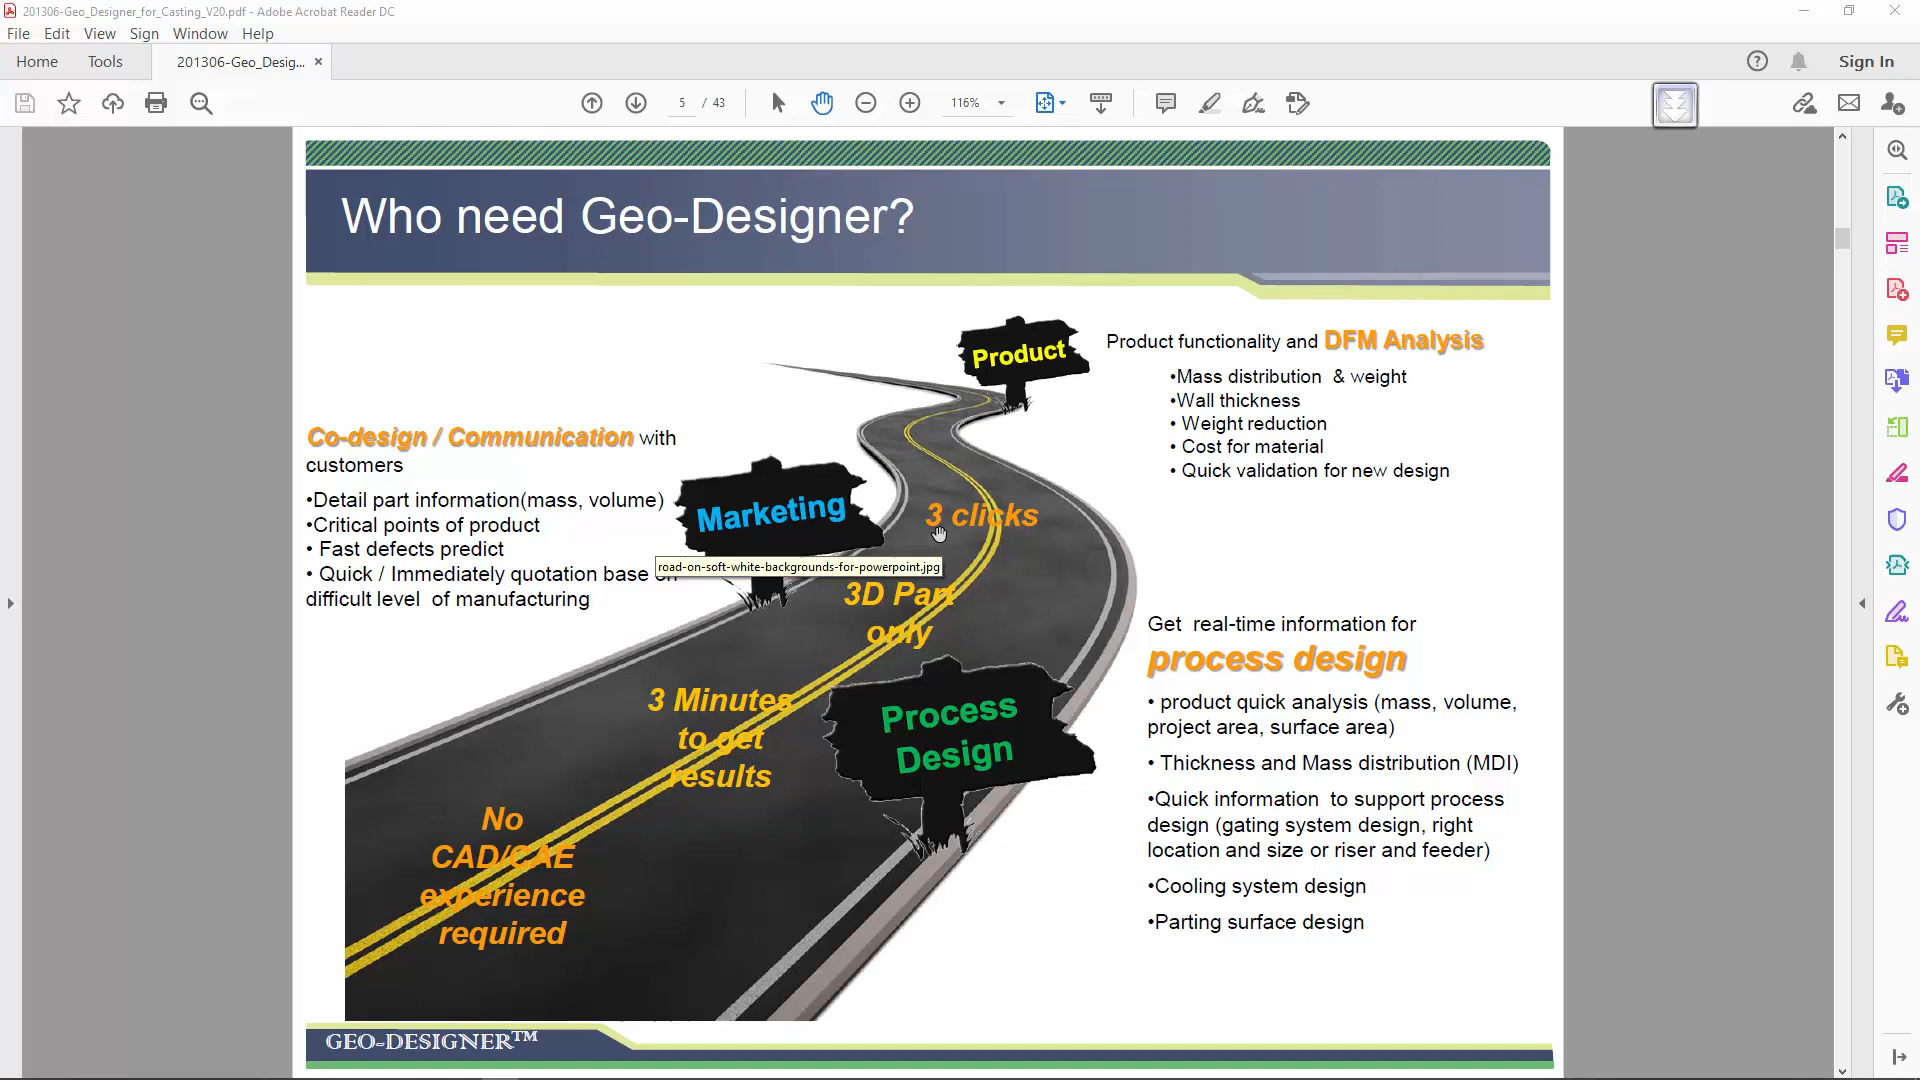 201306-Geo_Designer_for_Casting_V20.pdf - Adobe Acrobat Reader DC
File Edit View Sign Window Help
Home Tools 201306-Geo_Desig... × Sign In
5 / 43 116%
Who need Geo-Designer?
Product
Product functionality and DFM Analysis
•Mass distribution & weight
•Wall thickness
• Weight reduction
• Cost for material
• Quick validation for new design
Co-design / Communication with
customers
•Detail part information(mass, volume)
•Critical points of product
• Fast defects predict
• Quick / Immediately quotation base on
difficult level of manufacturing
Marketing
3 clicks
road-on-soft-white-backgrounds-for-powerpoint.jpg
3D Part
only
3 Minutes
to get
results
No
CAD/CAE
experience
required
Process
Design
Get real-time information for
process design
• product quick analysis (mass, volume,
project area, surface area)
• Thickness and Mass distribution (MDI)
•Quick information to support process
design (gating system design, right
location and size or riser and feeder)
•Cooling system design
•Parting surface design
GEO-DESIGNER™